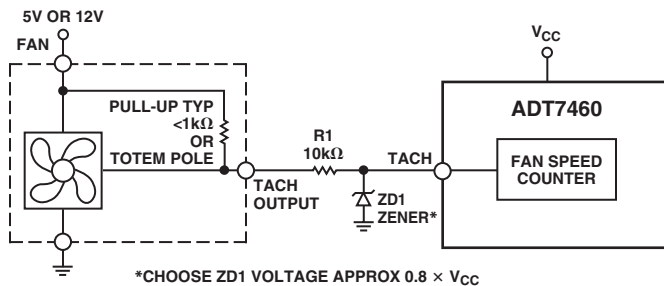 5V OR 12V
FAN
PULL-UP TYP
<1kΩ
OR
TOTEM POLE
TACH
OUTPUT
R1
10kΩ
TACH
ZD1
ZENER*
VCC
ADT7460
FAN SPEED
COUNTER
*CHOOSE ZD1 VOLTAGE APPROX 0.8 × VCC